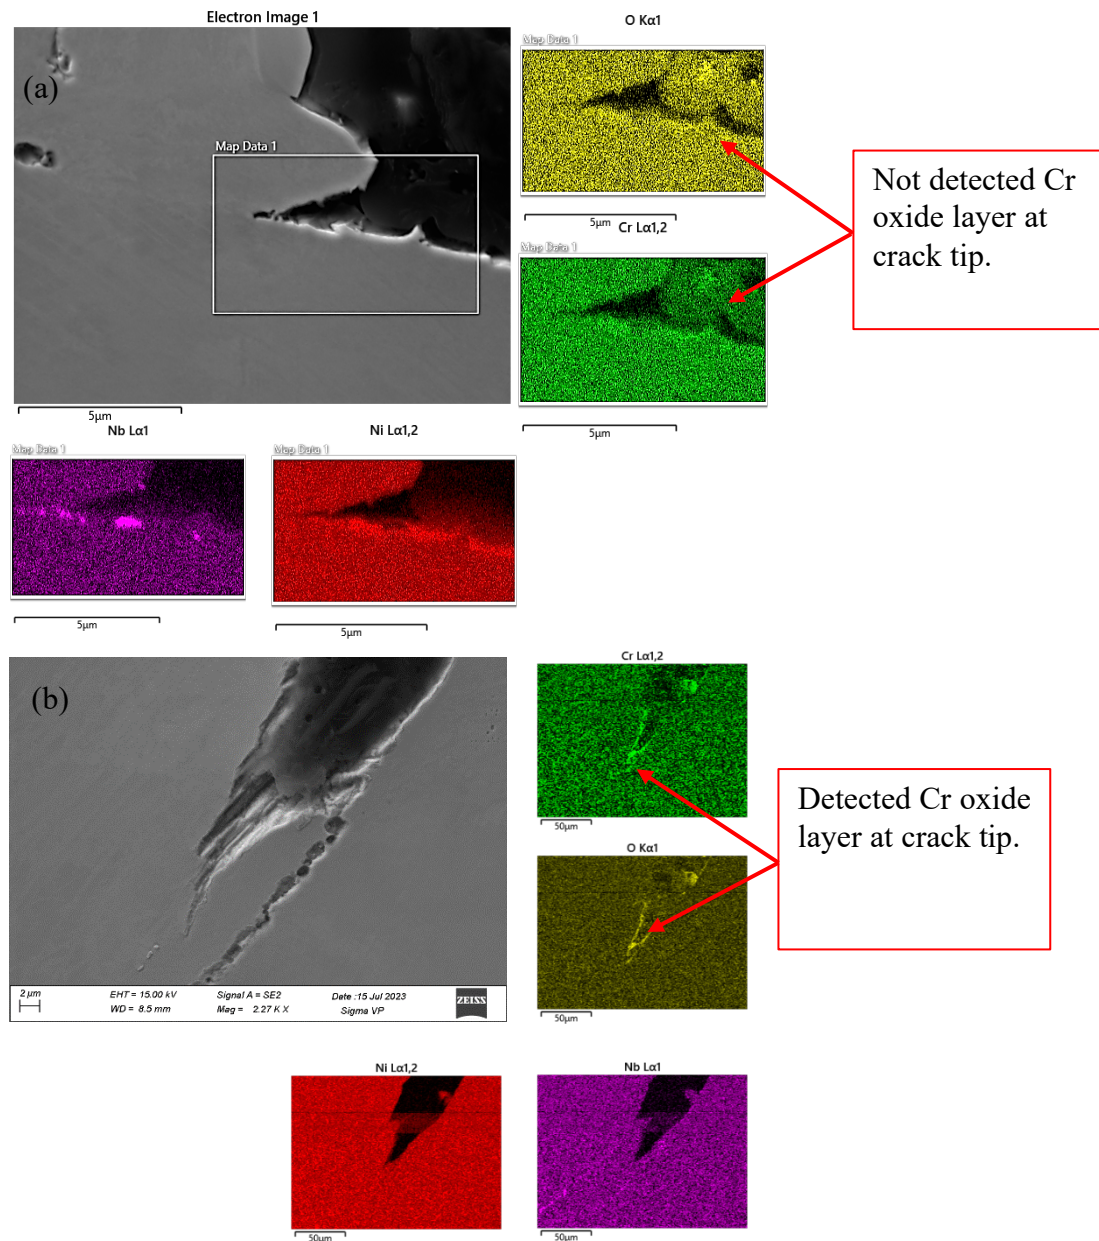 Electron Image 1
(a)
Map Data 1
5µm
O Kα1
Map Data 1
5µm
Cr Lα1,2
Map Data 1
5µm
Not detected Cr
oxide layer at
crack tip.
Nb Lα1
Map Data 1
5µm
Ni Lα1,2
Map Data 1
5µm
(b)
2 µm
EHT = 15.00 kV
WD = 8.5 mm
Signal A = SE2
Mag = 2.27 K X
Date :15 Jul 2023
Sigma VP
ZEISS
Cr Lα1,2
50µm
O Kα1
50µm
Detected Cr oxide
layer at crack tip.
Ni Lα1,2
50µm
Nb Lα1
50µm